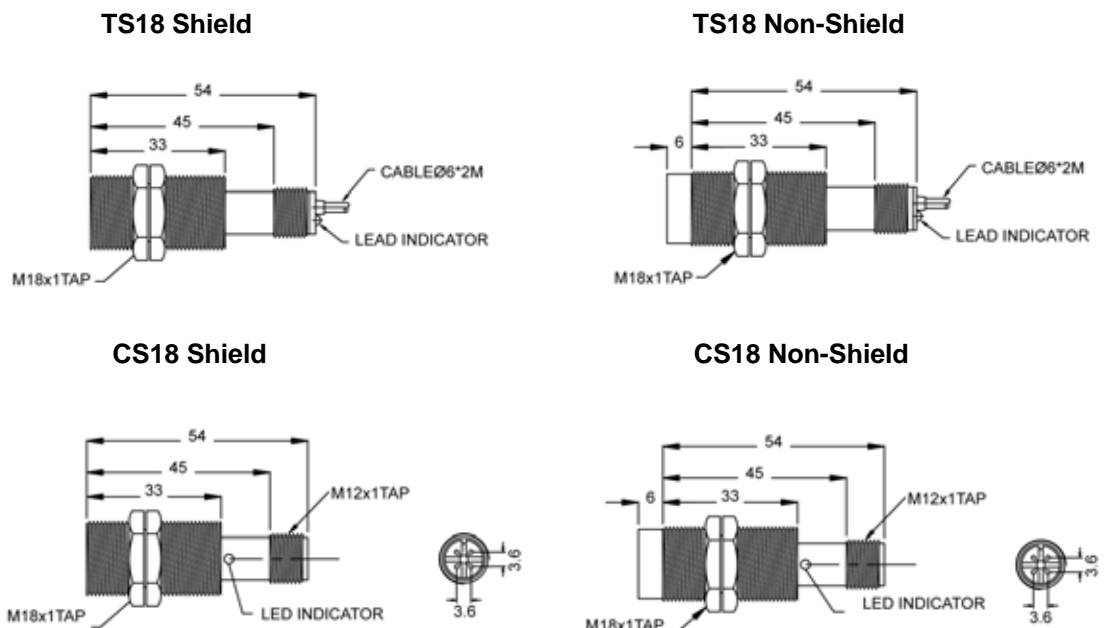 TS18 Shield
TS18 Non-Shield
54
45
33
CABLEØ6*2M
LEAD INDICATOR
M18x1TAP
54
45
6
33
CABLEØ6*2M
LEAD INDICATOR
M18x1TAP
CS18 Shield
CS18 Non-Shield
54
45
33
M12x1TAP
3.6
3.6
LED INDICATOR
M18x1TAP
54
45
6
33
M12x1TAP
3.6
3.6
LED INDICATOR
M18x1TAP